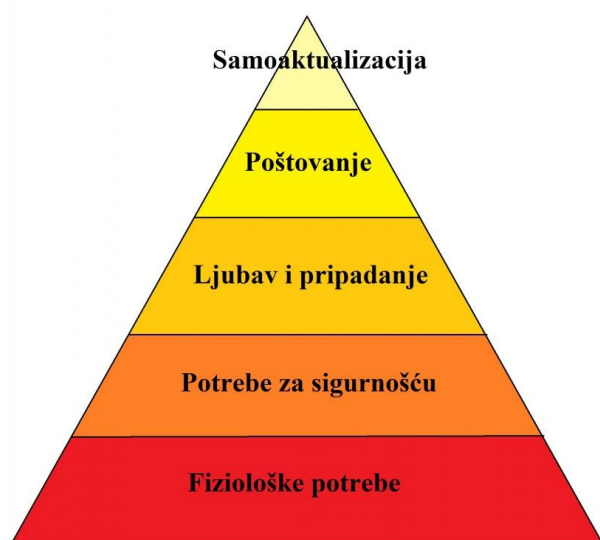 Samoaktualizacija
Poštovanje
Ljubav i pripadanje
Potrebe za sigurnošću
Fiziološke potrebe